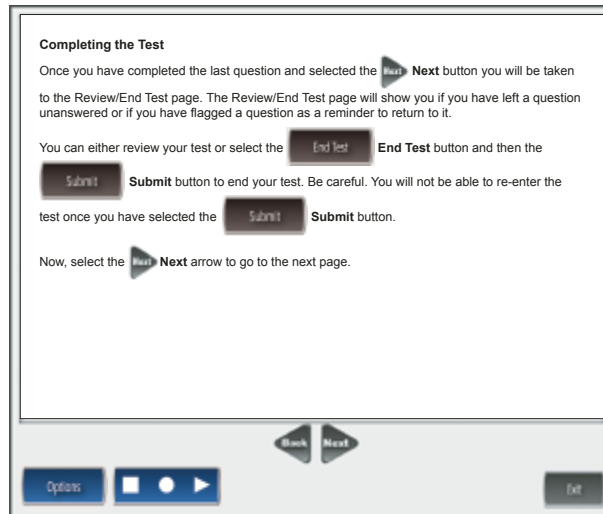 Completing the Test
Once you have completed the last question and selected the Next Next button you will be taken
to the Review/End Test page. The Review/End Test page will show you if you have left a question
unanswered or if you have flagged a question as a reminder to return to it.
You can either review your test or select the End Test End Test button and then the
Submit Submit button to end your test. Be careful. You will not be able to re-enter the
test once you have selected the Submit Submit button.
Now, select the Next Next arrow to go to the next page.
Back Next
Options Exit